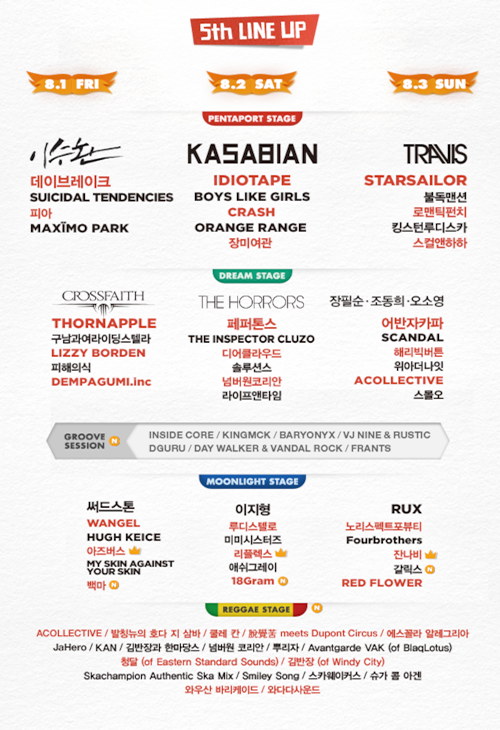 5th LINE UP
8.1 FRI
8.2 SAT
8.3 SUN
PENTAPORT STAGE
이승환
데이브레이크
SUICIDAL TENDENCIES
피아
MAXÏMO PARK
KASABIAN
IDIOTAPE
BOYS LIKE GIRLS
CRASH
ORANGE RANGE
장미여관
TRAVIS
STARSAILOR
불독맨션
로맨틱펀치
킹스턴루디스카
스컬앤하하
DREAM STAGE
CROSSFAITH
THORNAPPLE
구남과여라이딩스텔라
LIZZY BORDEN
피해의식
DEMPAGUMI.inc
THE HORRORS
페퍼톤스
THE INSPECTOR CLUZO
디어클라우드
솔루션스
넘버원코리안
라이프앤타임
장필순·조동희·오소영
어반자카파
SCANDAL
해리빅버튼
위아더나잇
ACOLLECTIVE
스몰오
GROOVE SESSION N
INSIDE CORE / KINGMCK / BARYONYX / VJ NINE & RUSTIC
DGURU / DAY WALKER & VANDAL ROCK / FRANTS
MOONLIGHT STAGE
써드스톤
WANGEL
HUGH KEICE
아즈버스
MY SKIN AGAINST
YOUR SKIN
백마 N
이지형
루디스텔로
미미시스터즈
리플렉스
애쉬그레이
18Gram N
RUX
노리스펙트포뷰티
Fourbrothers
잔나비
갈릭스 N
RED FLOWER
REGGAE STAGE N
ACOLLECTIVE / 발칭뉴의 호다 지 삼바 / 쿨레 칸 / 脫覺苦 meets Dupont Circus / 에스꼴라 알레그리아
JaHero / KAN / 김반장과 한마당스 / 넘버원 코리안 / 뿌리자 / Avantgarde VAK (of BlaqLotus)
청달 (of Eastern Standard Sounds) / 김반장 (of Windy City)
Skachampion Authentic Ska Mix / Smiley Song / 스카웨이커스 / 슈가 콤 아겐
와우산 바리케이드 / 와다다사운드